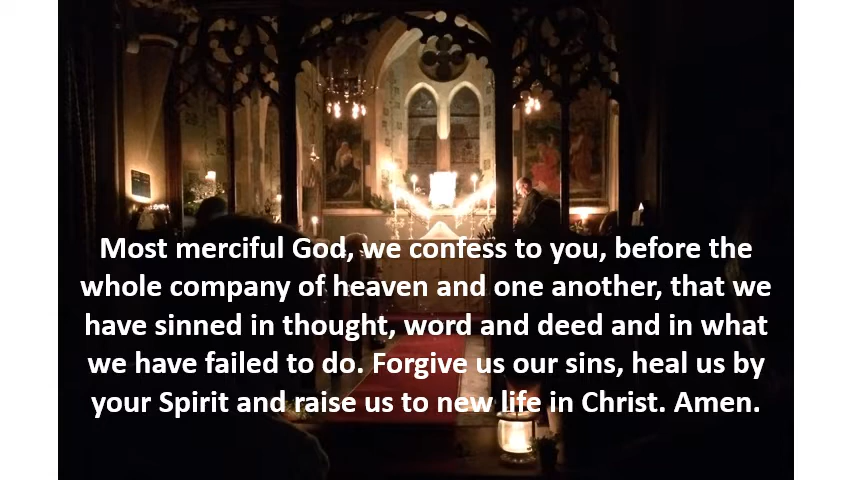 Most merciful God, we confess to you, before the
whole company of heaven and one another, that we
have sinned in thought, word and deed and in what
we have failed to do. Forgive us our sins, heal us by
your Spirit and raise us to new life in Christ. Amen.